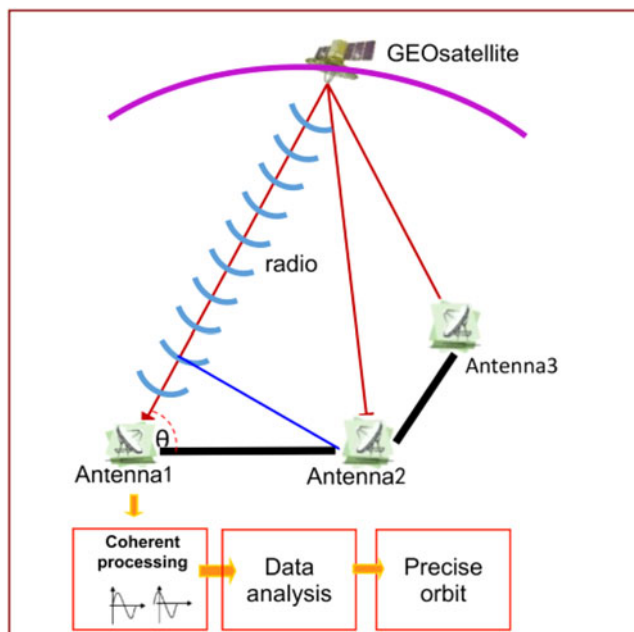 GEOsatellite
radio
Antenna3
θ
Antenna1
Antenna2
Coherent
processing
Data
analysis
Precise
orbit